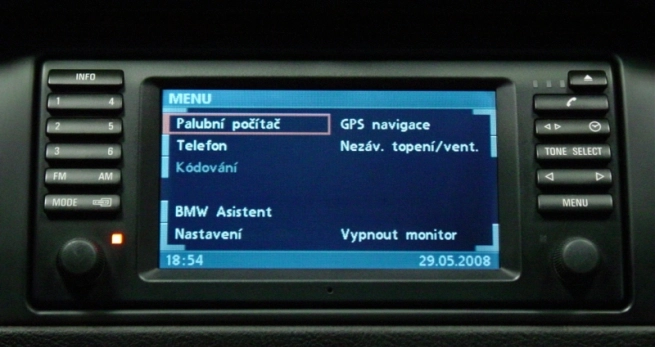 INFO
1 4
2 5
3 6
FM AM
MODE
MENU
Palubní počítač GPS navigace
Telefon Nezáv. topení/vent.
Kódování
BMW Asistent
Nastavení Vypnout monitor
18:54 29.05.2008
TONE SELECT
MENU